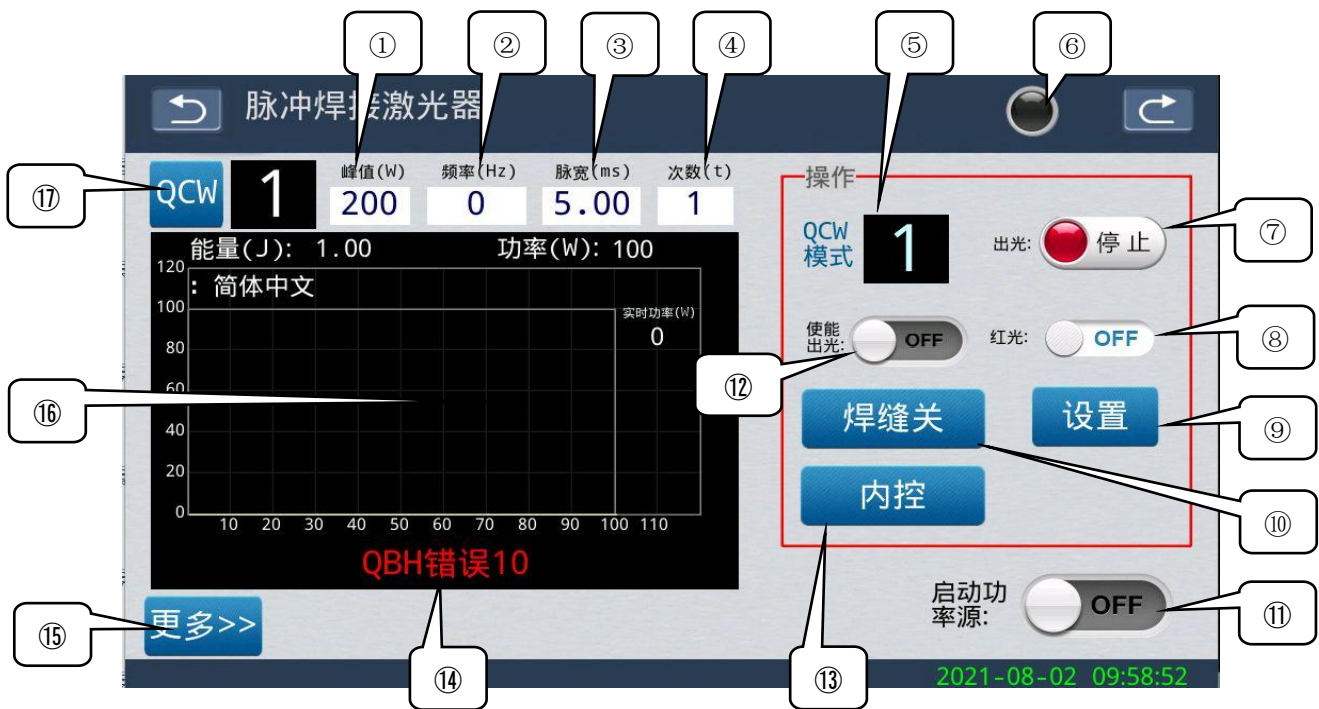 ① ② ③ ④ ⑤ ⑥
脉冲焊接激光器
⑰ QCW 1 峰值(W) 频率(Hz) 脉宽(ms) 次数(t)
200 0 5.00 1
操作
能量(J): 1.00 功率(W): 100
QCW
模式 1 出光: 停止 ⑦
120
: 简体中文
100
实时功率(W)
0
80
使能
出光: OFF 红光: OFF ⑧
⑫
60
⑯
40
焊缝关 设置 ⑨
20
内控 ⑩
0
10 20 30 40 50 60 70 80 90 100 110
QBH错误10
启动功
率源: OFF ⑪
⑮ 更多>>
⑭ ⑬
2021-08-02 09:58:52